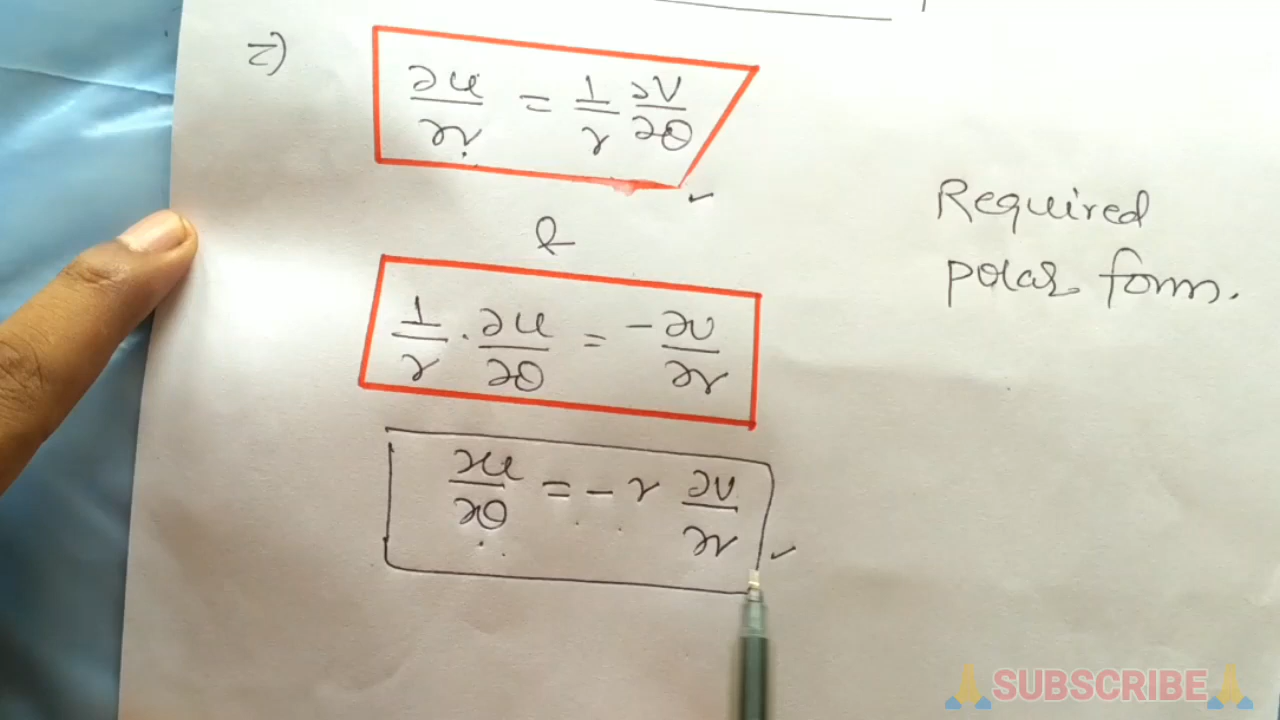 ⇒) ∂u/∂r = 1/r ∂v/∂θ
&
1/r · ∂u/∂θ = -∂v/∂r
∂u/∂θ = - r ∂v/∂r
Required
polar form.
SUBSCRIBE